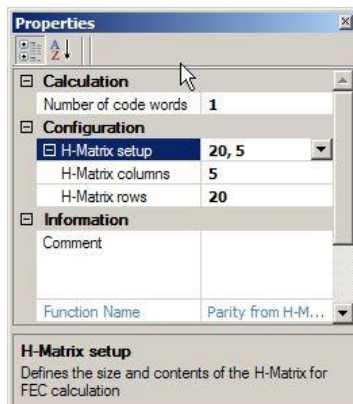 Properties
Calculation
Number of code words 1
Configuration
H-Matrix setup 20, 5
H-Matrix columns 5
H-Matrix rows 20
Information
Comment
Function Name Parity from H-M...
H-Matrix setup
Defines the size and contents of the H-Matrix for
FEC calculation